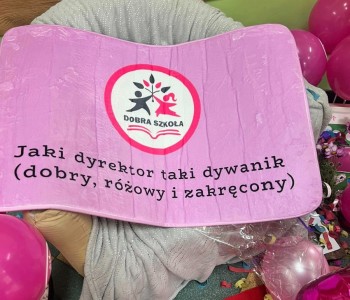 DOBRA SZKOŁA
Jaki dyrektor taki dywanik
(dobry, różowy i zakręcony)